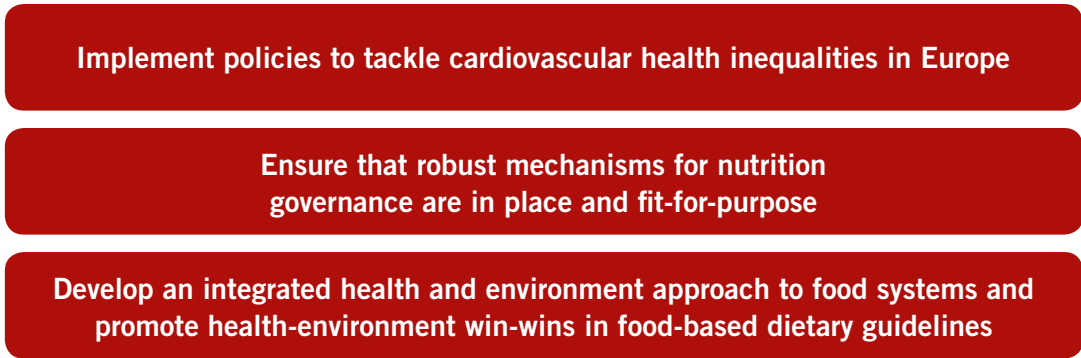 Implement policies to tackle cardiovascular health inequalities in Europe
Ensure that robust mechanisms for nutrition
governance are in place and fit-for-purpose
Develop an integrated health and environment approach to food systems and
promote health-environment win-wins in food-based dietary guidelines